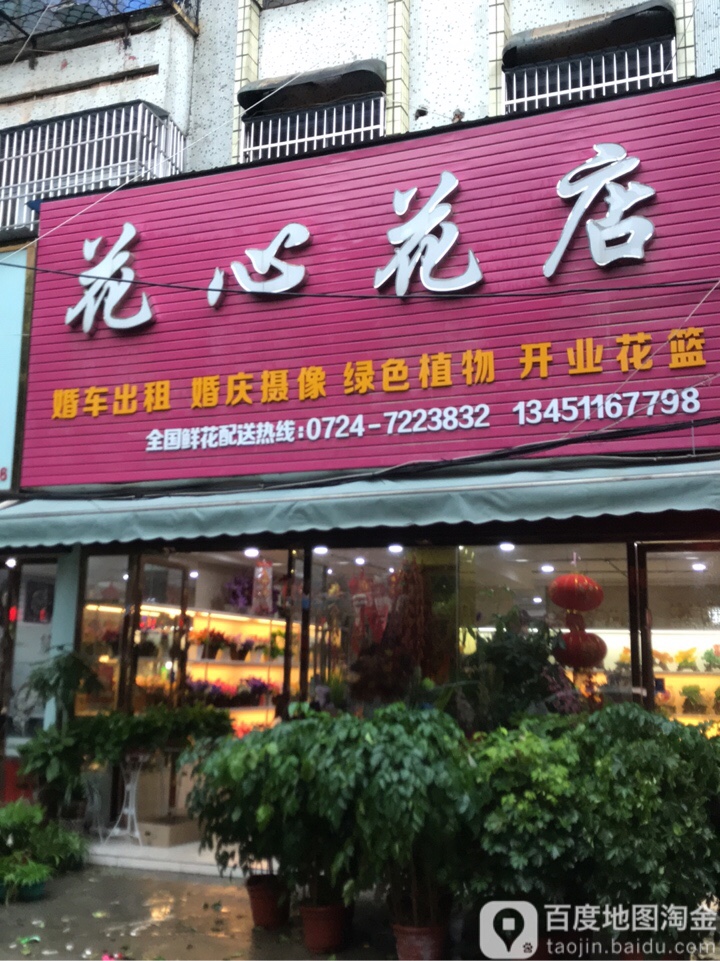 花心花店
婚车出租 婚庆摄像 绿色植物 开业花篮
全国鲜花配送热线:0724-7223832 13451167798
6
百度地图淘金
taojin.baidu.com